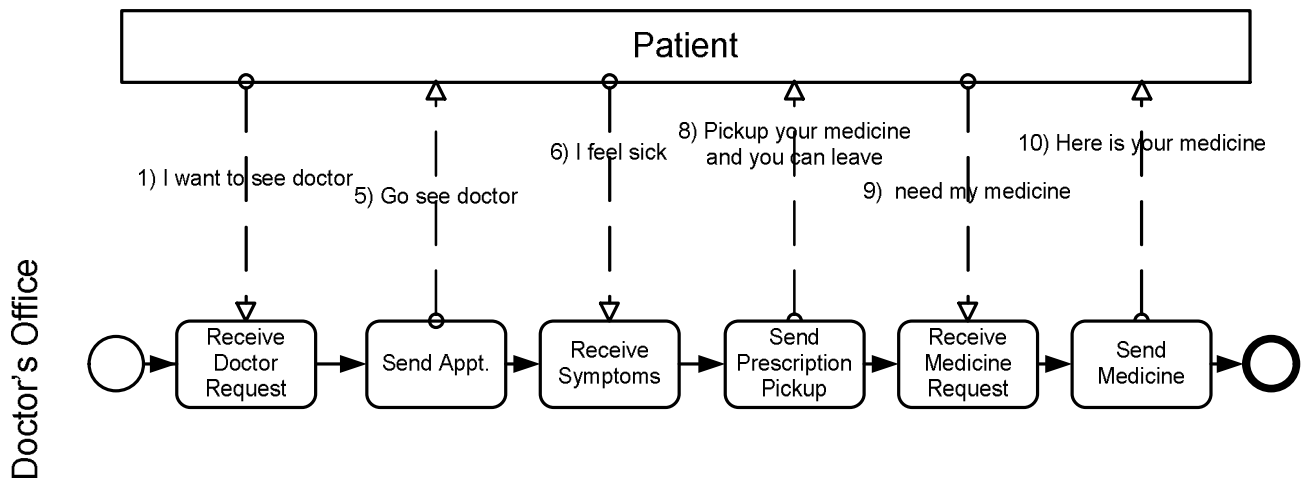 Patient
1) I want to see doctor
5) Go see doctor
6) I feel sick
8) Pickup your medicine
and you can leave
9)  need my medicine
10) Here is your medicine
Doctor's Office
Receive
Doctor
Request
Send Appt.
Receive
Symptoms
Send
Prescription
Pickup
Receive
Medicine
Request
Send
Medicine